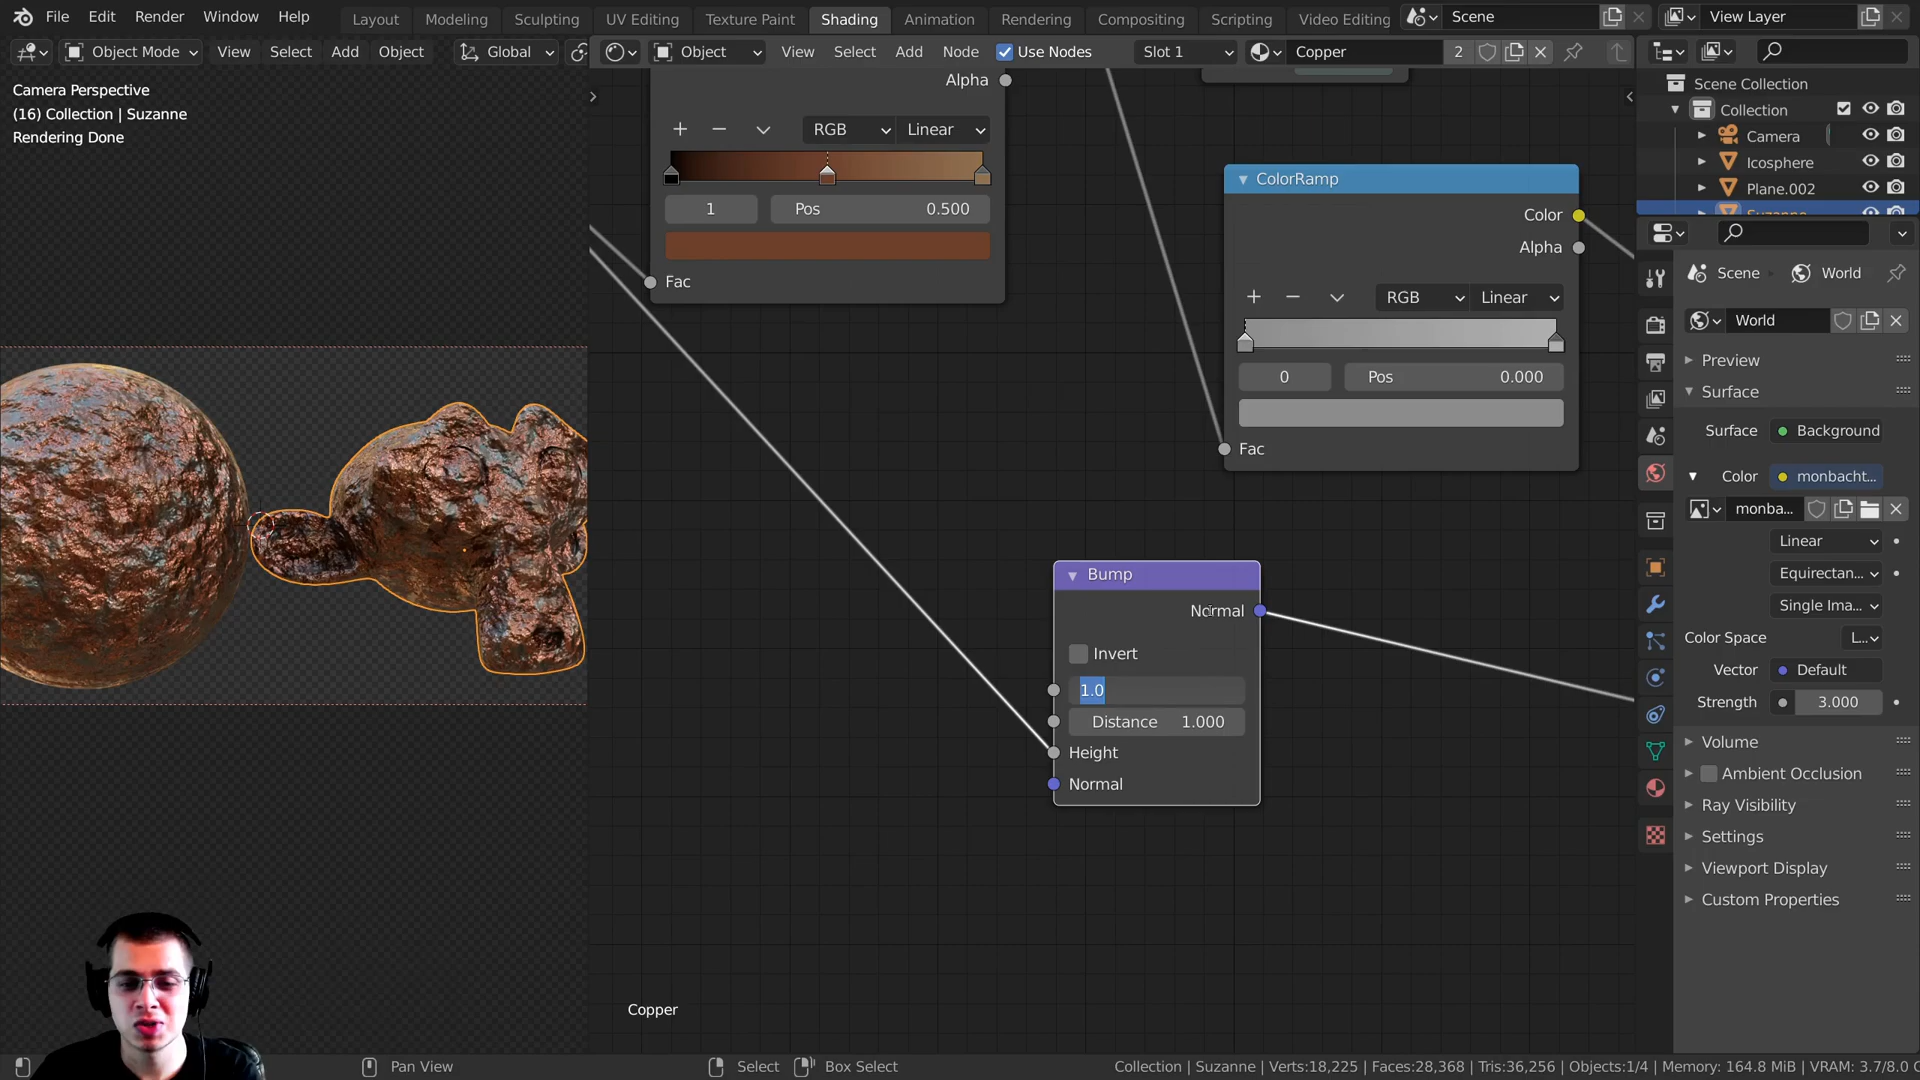 File Edit Render Window Help Layout Modeling Sculpting UV Editing Texture Paint Shading Animation Rendering Compositing Scripting Video Editing Scene View Layer
Object Mode View Select Add Object Global Object View Select Add Node Use Nodes Slot 1 Copper 2
Camera Perspective
(16) Collection | Suzanne
Rendering Done
Alpha
RGB Linear
1 Pos 0.500
Fac
ColorRamp
Color
Alpha
RGB Linear
0 Pos 0.000
Fac
Bump
Normal
Invert
1.0
Distance 1.000
Height
Normal
Copper
Scene Collection
Collection
Camera
Icosphere
Plane.002
Suzanne
Scene World
World
Preview
Surface
Surface Background
Color monbacht...
monba...
Linear
Equirectan...
Single Ima...
Color Space L...
Vector Default
Strength 3.000
Volume
Ambient Occlusion
Ray Visibility
Settings
Viewport Display
Custom Properties
Pan View Select Box Select Collection | Suzanne | Verts:18,225 | Faces:28,368 | Tris:36,256 | Objects:1/4 | Memory: 164.8 MiB | VRAM: 3.7/8.0 G